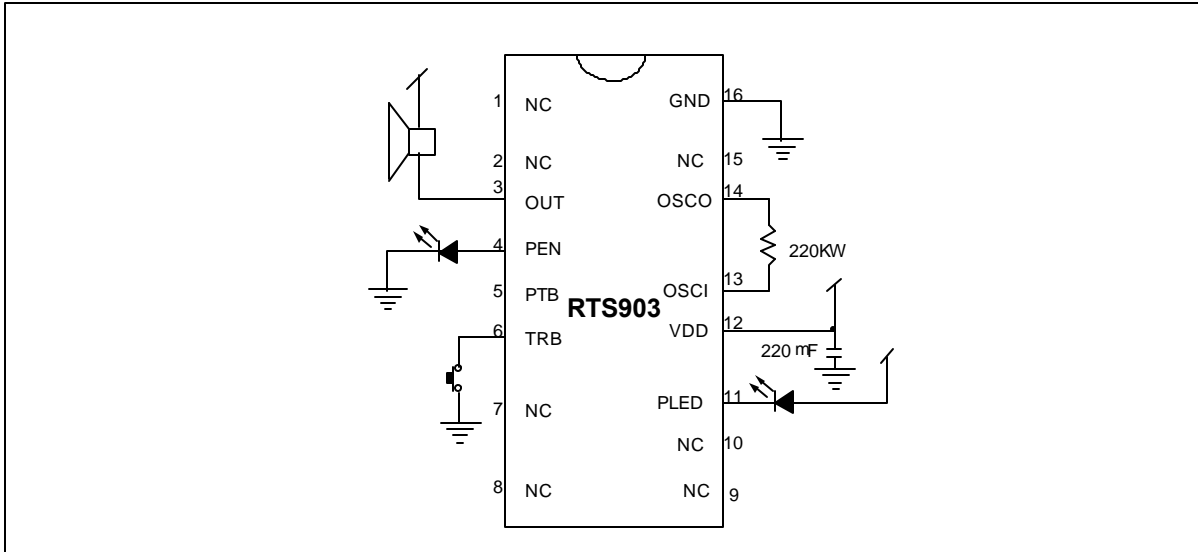 1 NC
2 NC
3 OUT
4 PEN
5 PTB
6 TRB
7 NC
8 NC
RTS903
GND 16
NC 15
OSCO 14
220KW
OSCI 13
VDD 12
220 mF
PLED 11
NC 10
NC 9